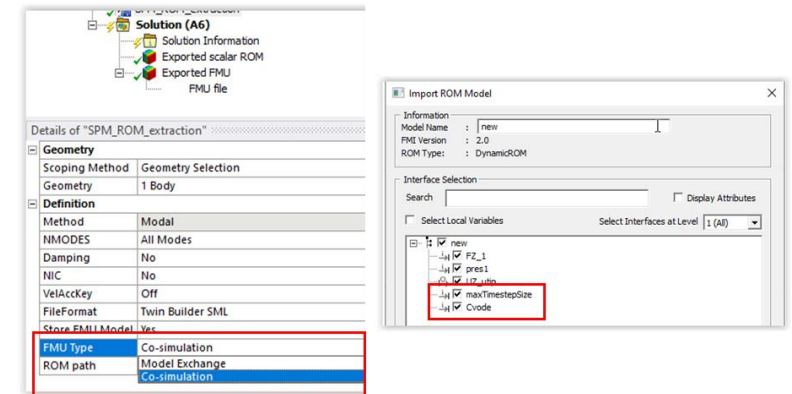 SPM_ROM_extraction
Solution (A6)
Solution Information
Exported scalar ROM
Exported FMU
FMU file
Details of "SPM_ROM_extraction"
Geometry
Scoping Method Geometry Selection
Geometry 1 Body
Definition
Method Modal
NMODES All Modes
Damping No
NIC No
VelAccKey Off
FileFormat Twin Builder SML
Store FMU Model Yes
FMU Type Co-simulation
ROM path Model Exchange
Co-simulation
Import ROM Model
Information
Model Name : new
FMI Version : 2.0
ROM Type: : DynamicROM
Interface Selection
Search Display Attributes
Select Local Variables Select Interfaces at Level 1 (All)
new
FZ_1
pres1
UZ_utip
maxTimestepSize
Cvode